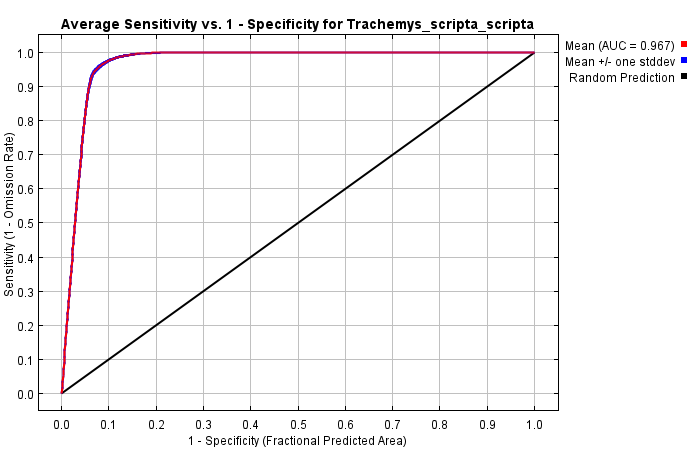 Average Sensitivity vs. 1 - Specificity for Trachemys_scripta_scripta
Mean (AUC = 0.967)
Mean +/- one stddev
Random Prediction
Sensitivity (1 - Omission Rate)
1.0
0.9
0.8
0.7
0.6
0.5
0.4
0.3
0.2
0.1
0.0
0.0 0.1 0.2 0.3 0.4 0.5 0.6 0.7 0.8 0.9 1.0
1 - Specificity (Fractional Predicted Area)